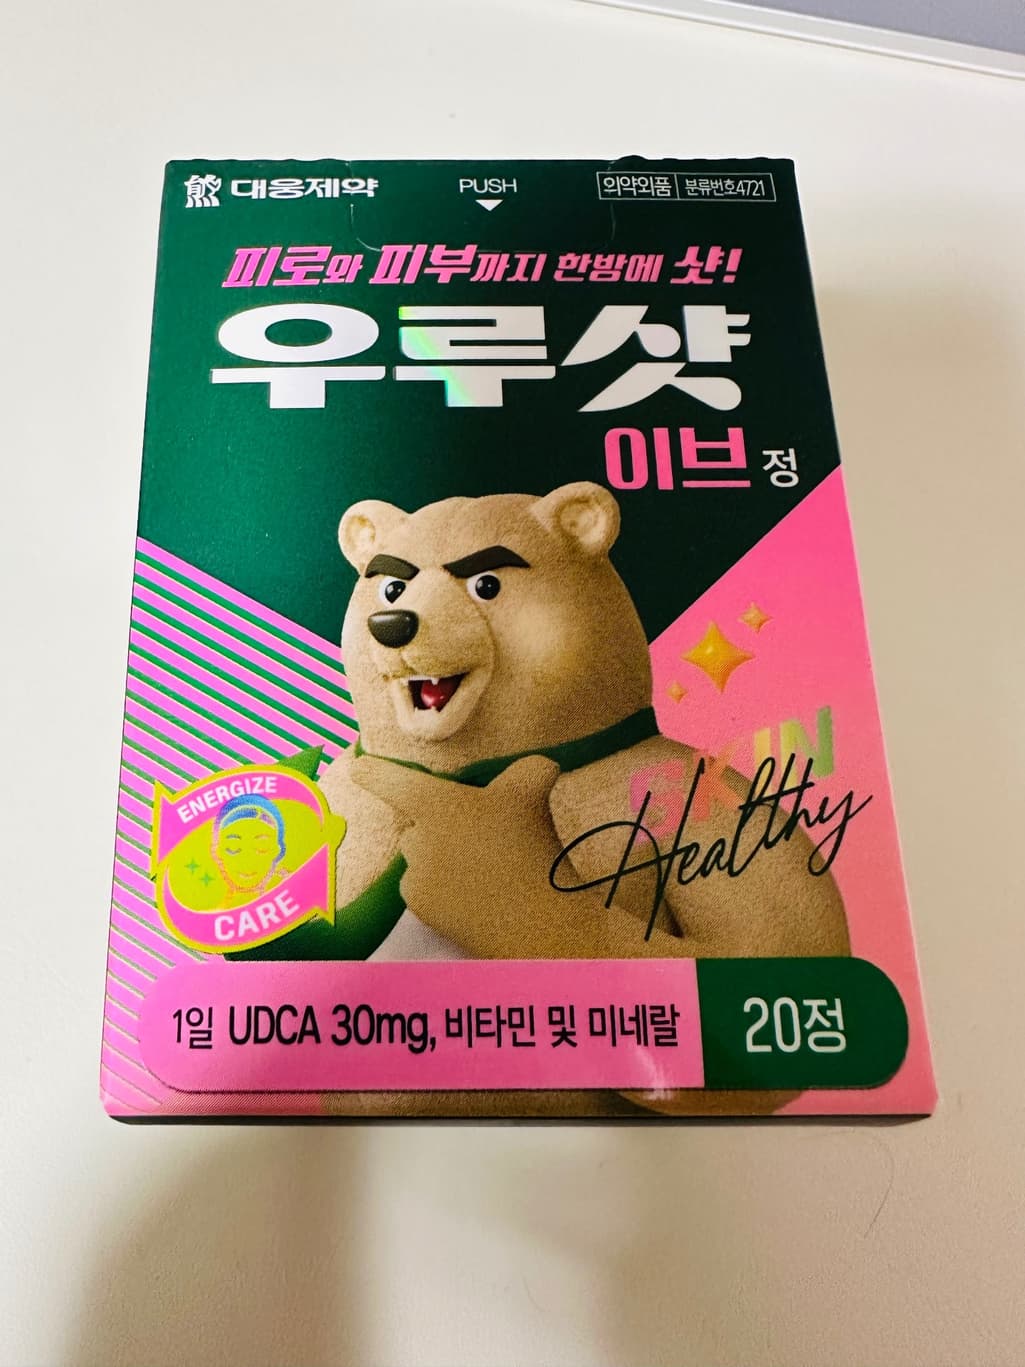 대웅제약
PUSH
의약외품 분류번호4721
피로와 피부까지 한방에 샷!
우루샷
이브 정
SKIN
Healthy
ENERGIZE
CARE
1일 UDCA 30mg, 비타민 및 미네랄
20정